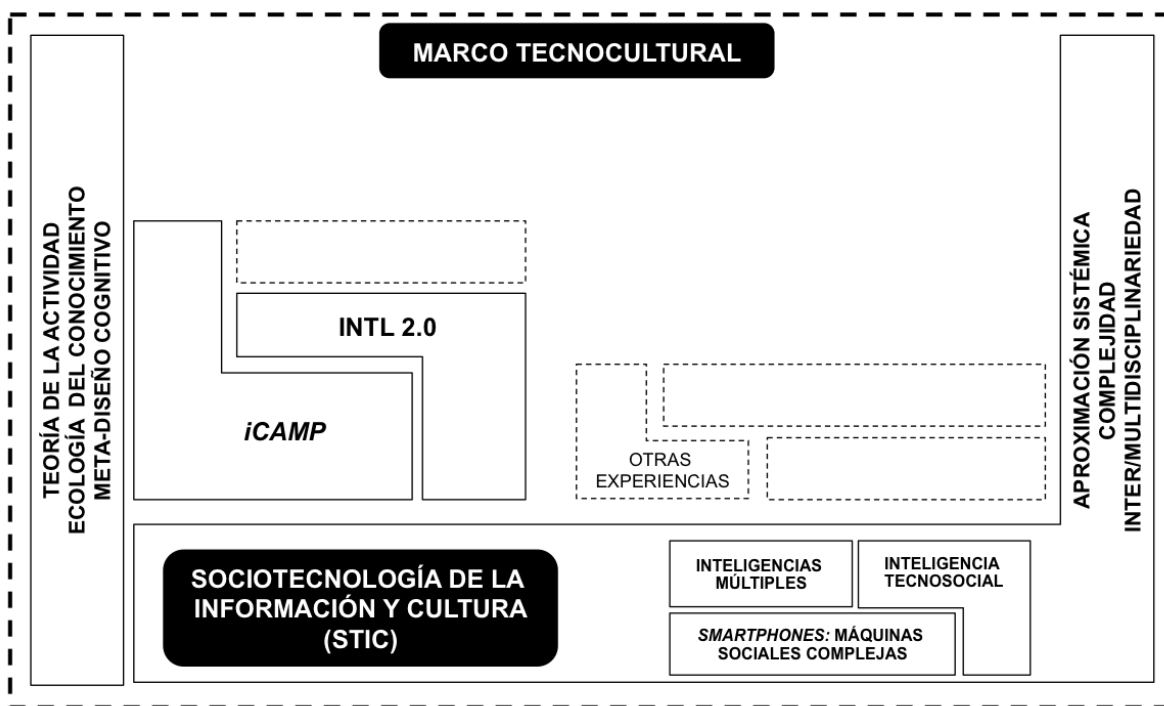 MARCO TECNOCULTURAL
TEORÍA DE LA ACTIVIDAD
ECOLOGÍA DEL CONOCIMIENTO
META-DISEÑO COGNITIVO
INTL 2.0
iCAMP
OTRAS
EXPERIENCIAS
APROXIMACIÓN SISTÉMICA
COMPLEJIDAD
INTER/MULTIDISCIPLINARIEDAD
SOCIOTECNOLOGÍA DE LA
INFORMACIÓN Y CULTURA
(STIC)
INTELIGENCIAS
MÚLTIPLES
INTELIGENCIA
TECNOSOCIAL
SMARTPHONES: MÁQUINAS
SOCIALES COMPLEJAS